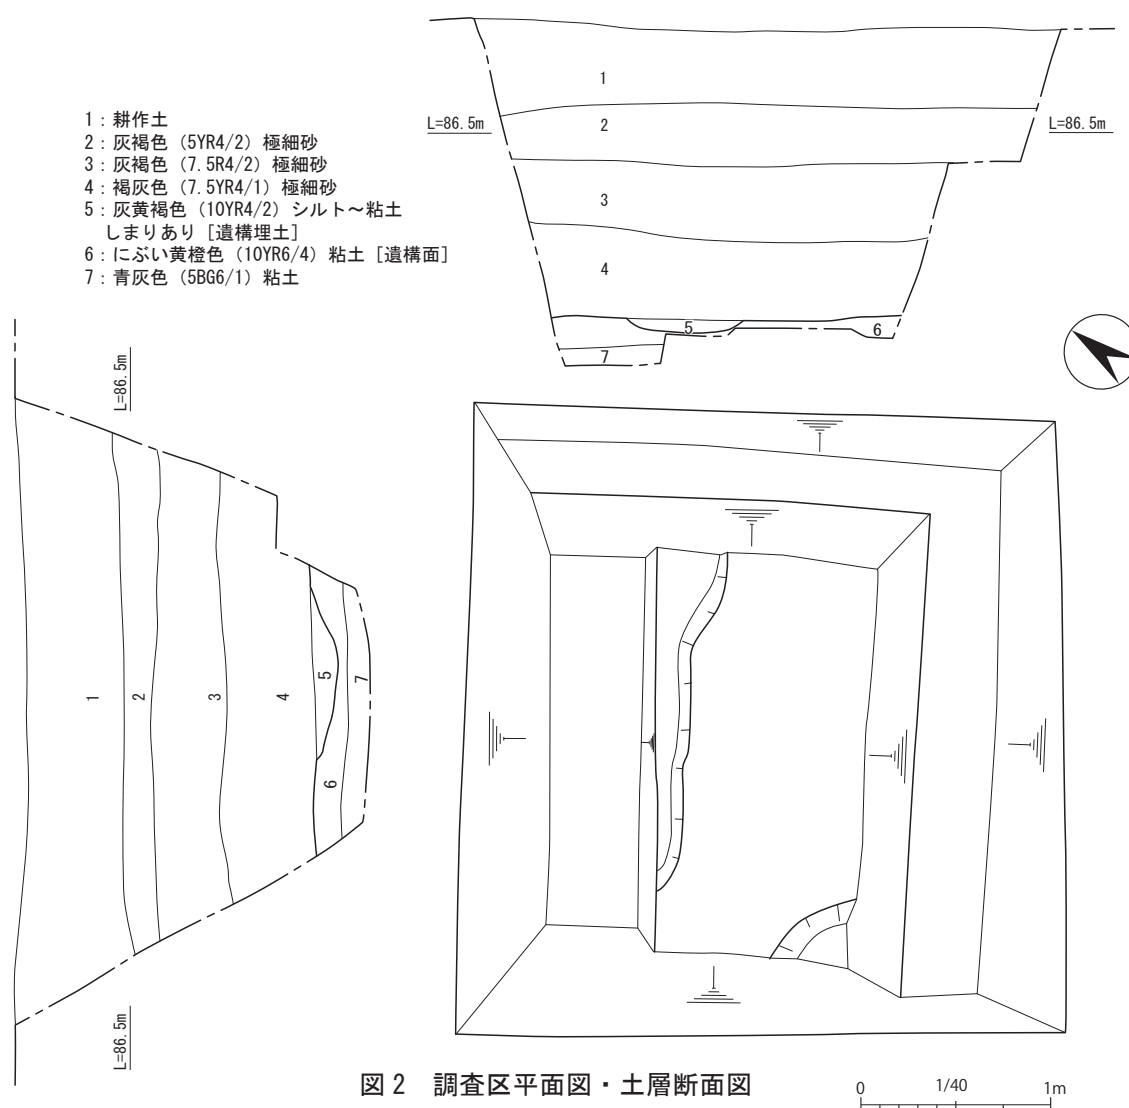 1
L=86.5m
2
L=86.5m
1：耕作土
2：灰褐色（5YR4/2）極細砂
3：灰褐色（7.5R4/2）極細砂
4：褐灰色（7.5YR4/1）極細砂
5：灰黄褐色（10YR4/2）シルト～粘土
しまりあり［遺構埋土］
6：にぶい黄橙色（10YR6/4）粘土［遺構面］
7：青灰色（5BG6/1）粘土
3
4
5
6
7
L=86.5m
1
2
3
4
5
6
7
L=86.5m
図2　調査区平面図・土層断面図
0 1/40 1m